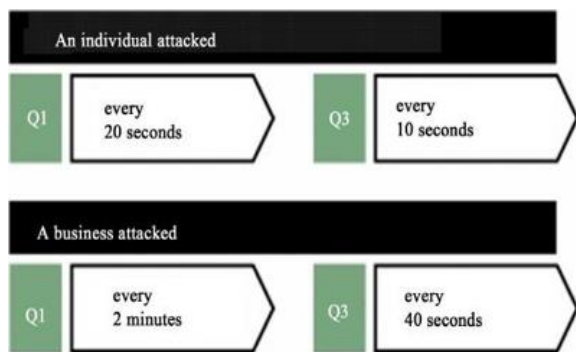 An individual attacked
Q1
every
20 seconds
Q3
every
10 seconds
A business attacked
Q1
every
2 minutes
Q3
every
40 seconds